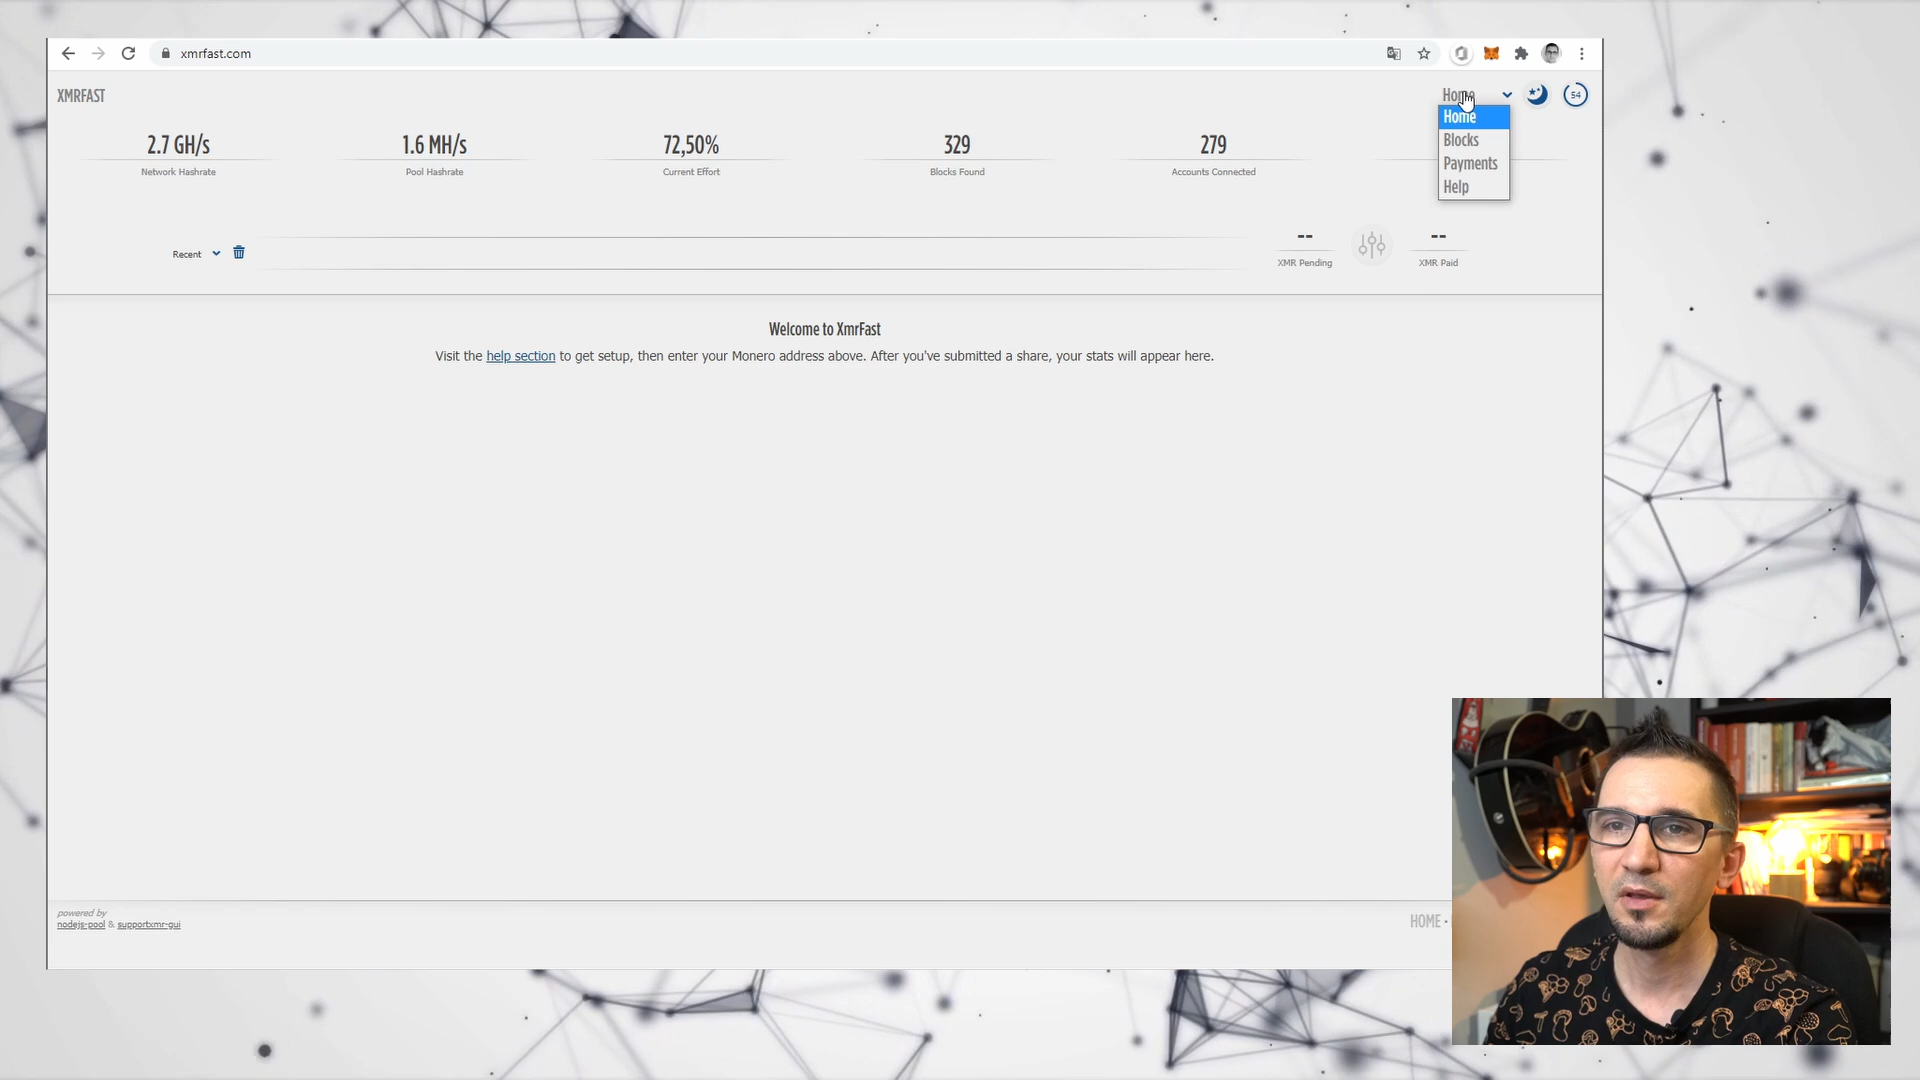 xmrfast.com
XMRFAST
Home
54
Home
Blocks
Payments
Help
2.7 GH/s
Network Hashrate
1.6 MH/s
Pool Hashrate
72,50%
Current Effort
329
Blocks Found
279
Accounts Connected
Recent
--
XMR Pending
--
XMR Paid
Welcome to XmrFast
Visit the help section to get setup, then enter your Monero address above. After you've submitted a share, your stats will appear here.
powered by
nodejs-pool & supportxmr-gui
HOME ·